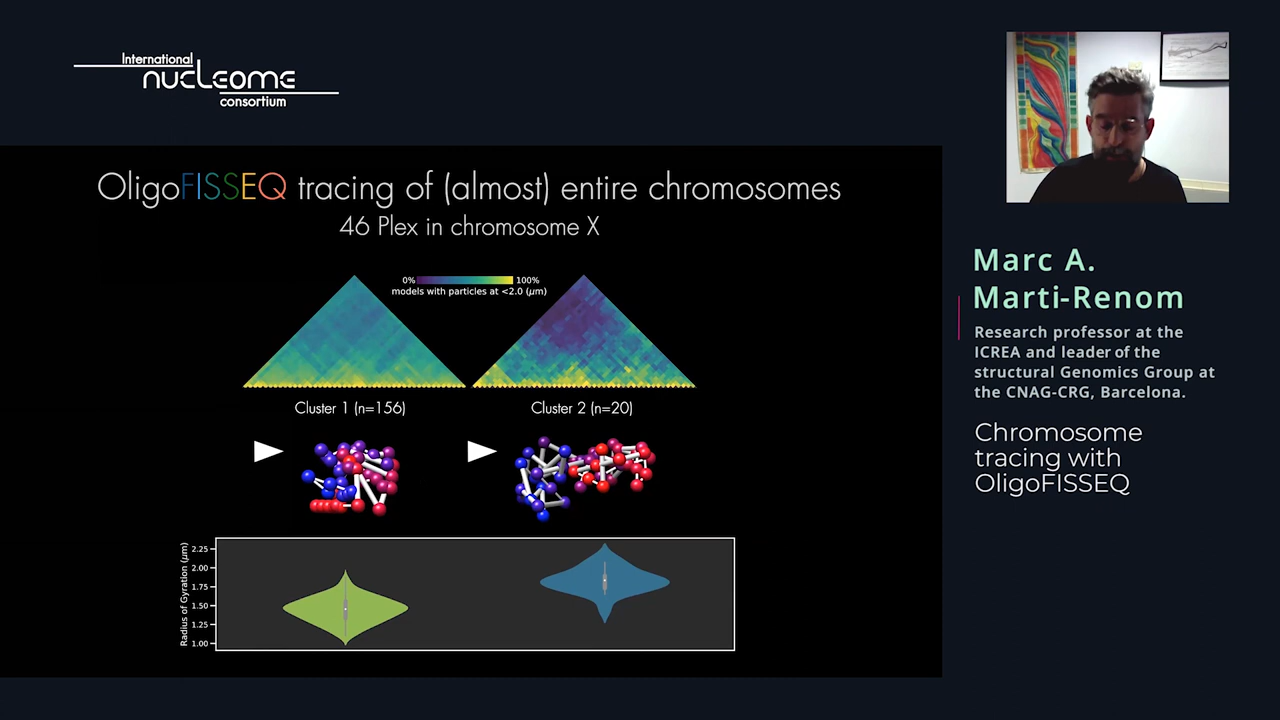 International
nucleome
consortium
OligoFISSEQ tracing of (almost) entire chromosomes
46 Plex in chromosome X
0% 100%
models with particles at <2.0 (μm)
Cluster 1 (n=156)
Cluster 2 (n=20)
Radius of Gyration (μm)
2.25
2.00
1.75
1.50
1.25
1.00
Marc A.
Marti-Renom
Research professor at the
ICREA and leader of the
structural Genomics Group at
the CNAG-CRG, Barcelona.
Chromosome
tracing with
OligoFISSEQ